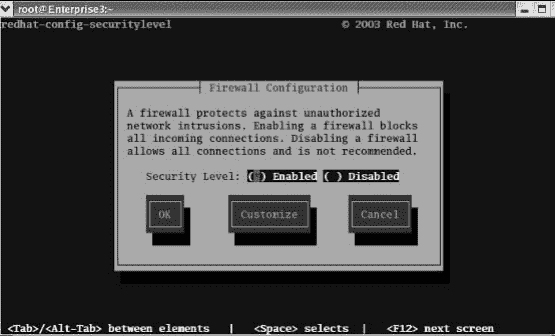 root@Enterprise3:~
redhat-config-securitylevel © 2003 Red Hat, Inc.
Firewall Configuration
A firewall protects against unauthorized
network intrusions. Enabling a firewall blocks
all incoming connections. Disabling a firewall
allows all connections and is not recommended.
Security Level: (*) Enabled ( ) Disabled
OK Customize Cancel
<Tab>/<Alt-Tab> between elements | <Space> selects | <F12> next screen